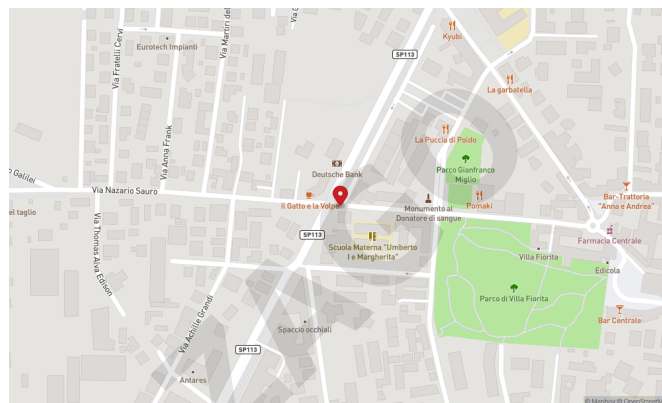 Kyubi
Via Fratelli Cervi
Via Martiri del
Eurotech Impianti
SP113
La garbatella
La Puccia di Poldo
Via Anna Frank
Deutsche Bank
Parco Gianfranco
Miglio
o Galilei
Via Nazario Sauro
il Gatto e la Volpe
Monumento al
Donatore di sangue
Pamaki
Bar-Trattoria
"Anna e Andrea"
del taglio
Via Thomas Alva Edison
SP113
Scuola Materna "Umberto
I e Margherita"
Farmacia Centrale
Villa Fiorita
Edicola
Parco di Villa Fiorita
Via Achille Grandi
Spaccio occhiali
Bar Centrale
SP113
Antares
© Mapbox © OpenStreetM